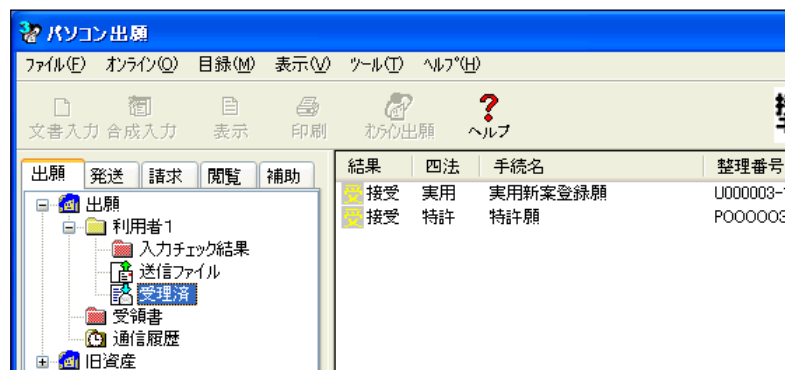 パソコン出願
ファイル(F) オンライン(O) 目録(M) 表示(V) ツール(T) ヘルプ(H)
文書入力 合成入力 表示 印刷 オンライン出願 ヘルプ
出願 発送 請求 閲覧 補助
結果 四法 手続名 整理番号
受 接受 実用 実用新案登録願 U000003-
受 接受 特許 特許願 PO00003
出願
利用者1
入力チェック結果
送信ファイル
受理済
受領書
通信履歴
旧資産